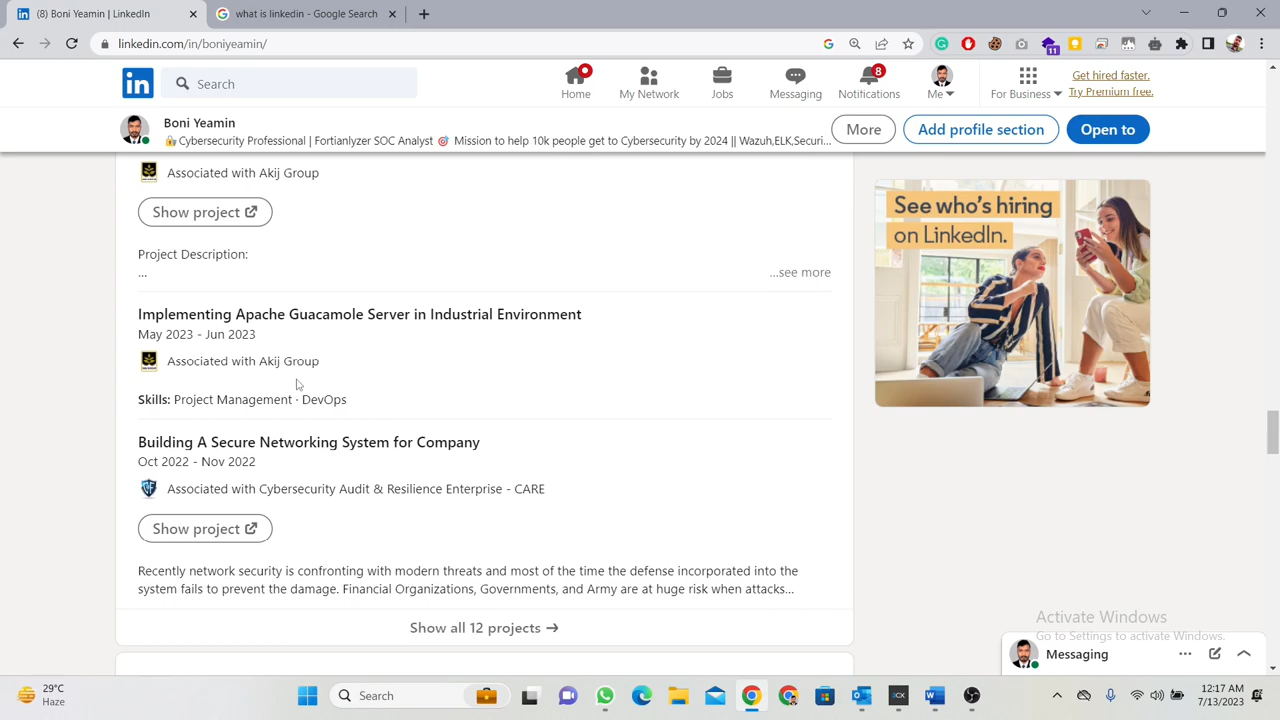 (8) Boni Yeamin | LinkedIn
what is linkedin - Google Search
linkedin.com/in/boniyeamin/
11
in
Search
Home
My Network
Jobs
Messaging
8
Notifications
Me
For Business
Get hired faster.
Try Premium free.
Boni Yeamin
Cybersecurity Professional | Fortianlyzer SOC Analyst 🎯 Mission to help 10k people get to Cybersecurity by 2024 || Wazuh,ELK,Securi...
More
Add profile section
Open to
Associated with Akij Group
Show project
Project Description:
...
...see more
Implementing Apache Guacamole Server in Industrial Environment
May 2023 - Jun 2023
Associated with Akij Group
Skills: Project Management · DevOps
Building A Secure Networking System for Company
Oct 2022 - Nov 2022
Associated with Cybersecurity Audit & Resilience Enterprise - CARE
Show project
Recently network security is confronting with modern threats and most of the time the defense incorporated into the
system fails to prevent the damage. Financial Organizations, Governments, and Army are at huge risk when attacks...
Show all 12 projects →
See who's hiring
on LinkedIn.
Activate Windows
Go to Settings to activate Windows.
Messaging
29°C
Haze
Search
12:17 AM
7/13/2023